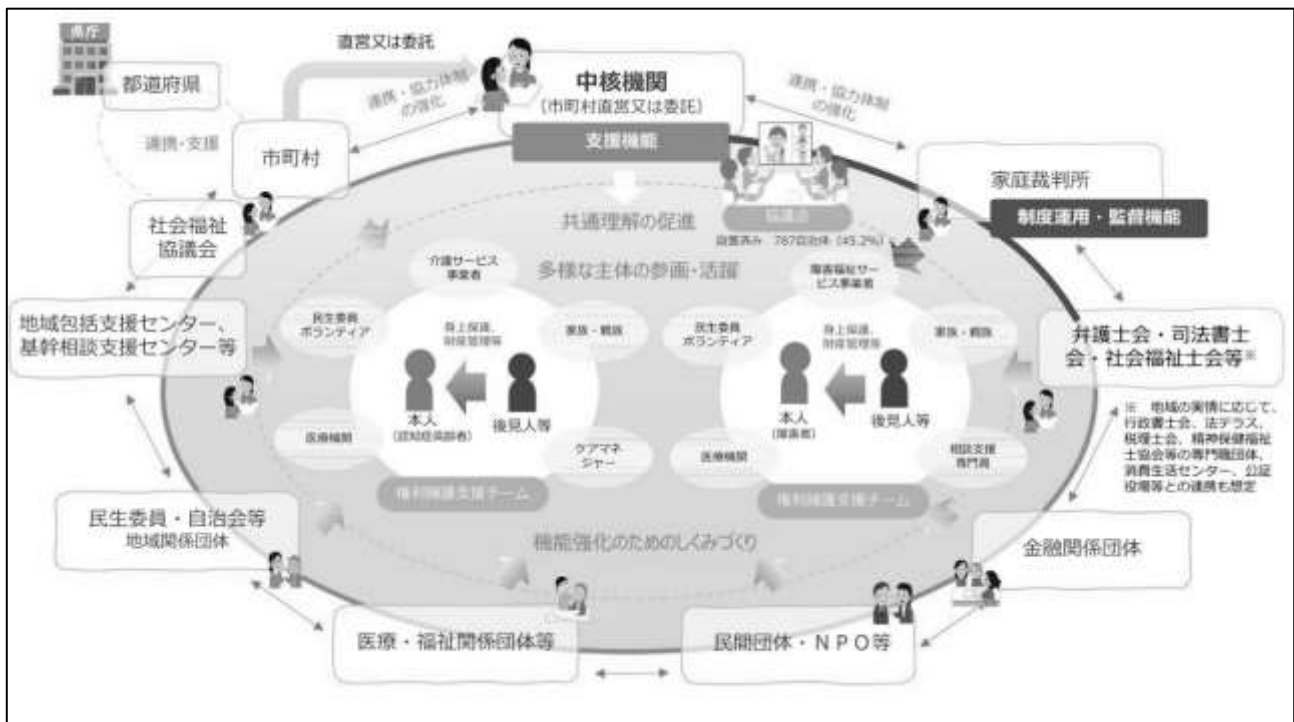 県庁
都道府県
直営又は委託
連携・協力体制
の強化
中核機関
(市町村直営又は委託)
支援機能
連携・協力体制
の強化
連携・支援
市町村
家庭裁判所
制度運用・監督機能
社会福祉
協議会
共通理解の促進
協議会
設置済み 787自治体(45.2%)
多様な主体の参画・活躍
地域包括支援センター、
基幹相談支援センター等
介護サービス
事業者
民生委員
ボランティア
身上保護、
財産管理等
家族・親族
本人
(認知症高齢者)
後見人等
医療機関
ケアマネ
ジャー
権利擁護支援チーム
障害福祉サー
ビス事業者
民生委員
ボランティア
身上保護、
財産管理等
家族・親族
本人
(障害者)
後見人等
医療機関
相談支援
専門員
権利擁護支援チーム
弁護士会・司法書士
会・社会福祉士会等※
※ 地域の実情に応じて、
行政書士会、法テラス、
税理士会、精神保健福祉
士協会等の専門職団体、
消費生活センター、公証
役場等との連携も想定
民生委員・自治会等
地域関係団体
機能強化のためのしくみづくり
金融関係団体
医療・福祉関係団体等
民間団体・NPO等